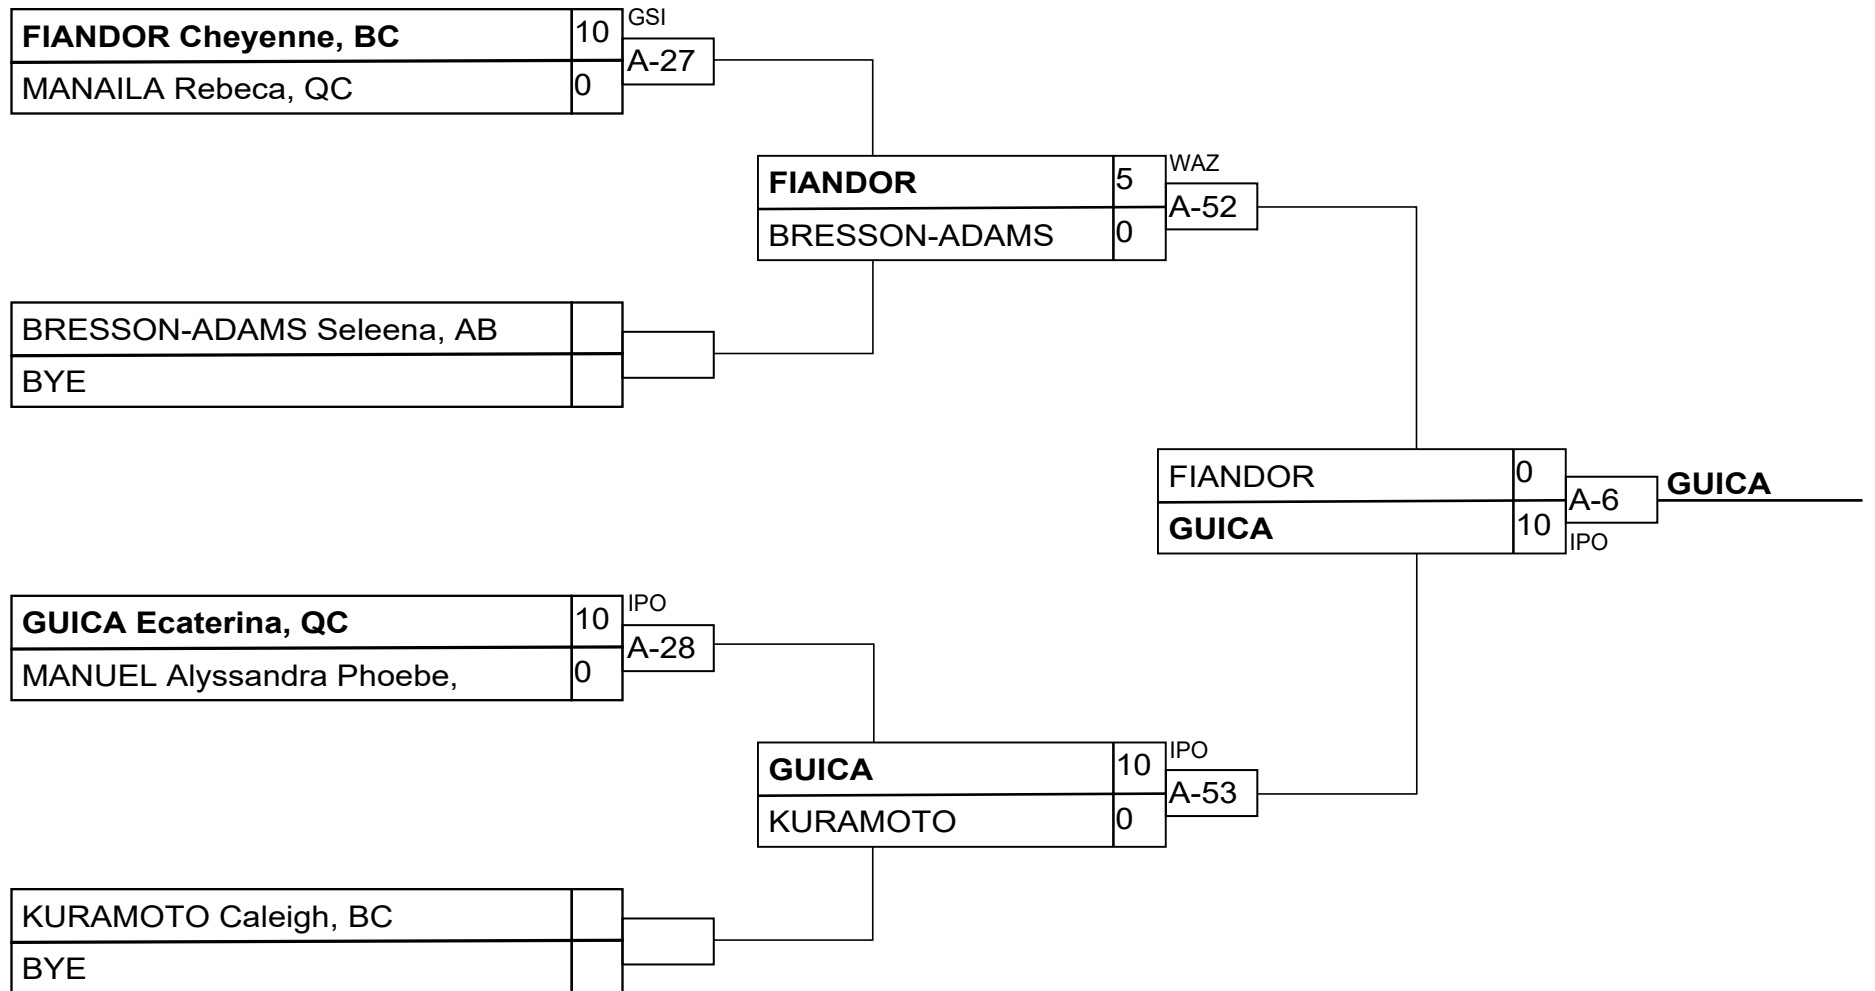 FIANDOR Cheyenne, BC 10 GSI
A-27
MANAILA Rebeca, QC 0
FIANDOR 5 WAZ
A-52
BRESSON-ADAMS 0
BRESSON-ADAMS Seleena, AB
BYE
FIANDOR 0
A-6 GUICA
GUICA 10 IPO
GUICA Ecaterina, QC 10 IPO
A-28
MANUEL Alyssandra Phoebe, 0
GUICA 10 IPO
A-53
KURAMOTO 0
KURAMOTO Caleigh, BC
BYE